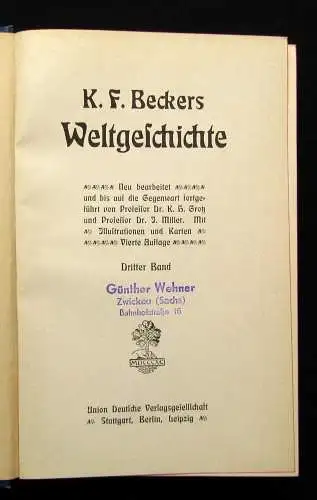 K. F. Beckers
Weltgeſchichte
Neu bearbeitet
und bis auf die Gegenwart fortge-
führt von Profeſſor Dr. K. H. Grotz
und Profeſſor Dr. J. Miller. Mit
Illuſtrationen und Karten
Vierte Auflage
Dritter Band
Günther Wehner
Zwickau (Sachs)
Bahnhofstraße 16
Union Deutſche Verlagsgeſellſchaft
Stuttgart, Berlin, Leipzig